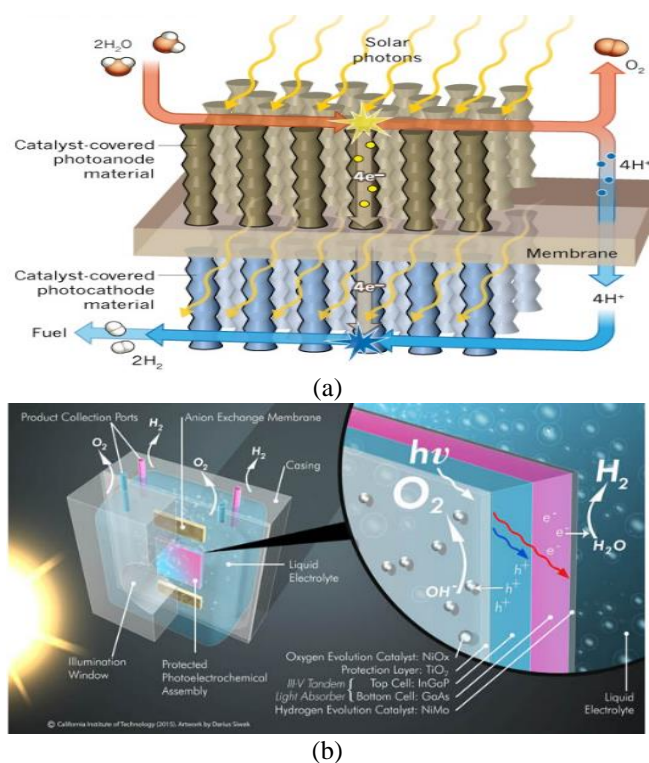 2H₂O
Solar
photons
O₂
Catalyst-covered
photoanode
material
4e⁻
4H⁺
Membrane
Catalyst-covered
photocathode
material
4e⁻
4H⁺
Fuel
2H₂
(a)
Product Collection Ports
Anion Exchange Membrane
O₂
H₂
O₂
H₂
Casing
Liquid
Electrolyte
Illumination
Window
Protected
Photoelectrochemical
Assembly
hν
O₂
H₂
e⁻
e⁻
e⁻
H₂O
h⁺
h⁺
h⁺
OH⁻
Oxygen Evolution Catalyst: NiOx
Protection Layer: TiO₂
III-V Tandem { Top Cell: InGaP
Light Absorber { Bottom Cell: GaAs
Hydrogen Evolution Catalyst: NiMo
Liquid
Electrolyte
© California Institute of Technology (2015). Artwork by Darius Siwek
(b)